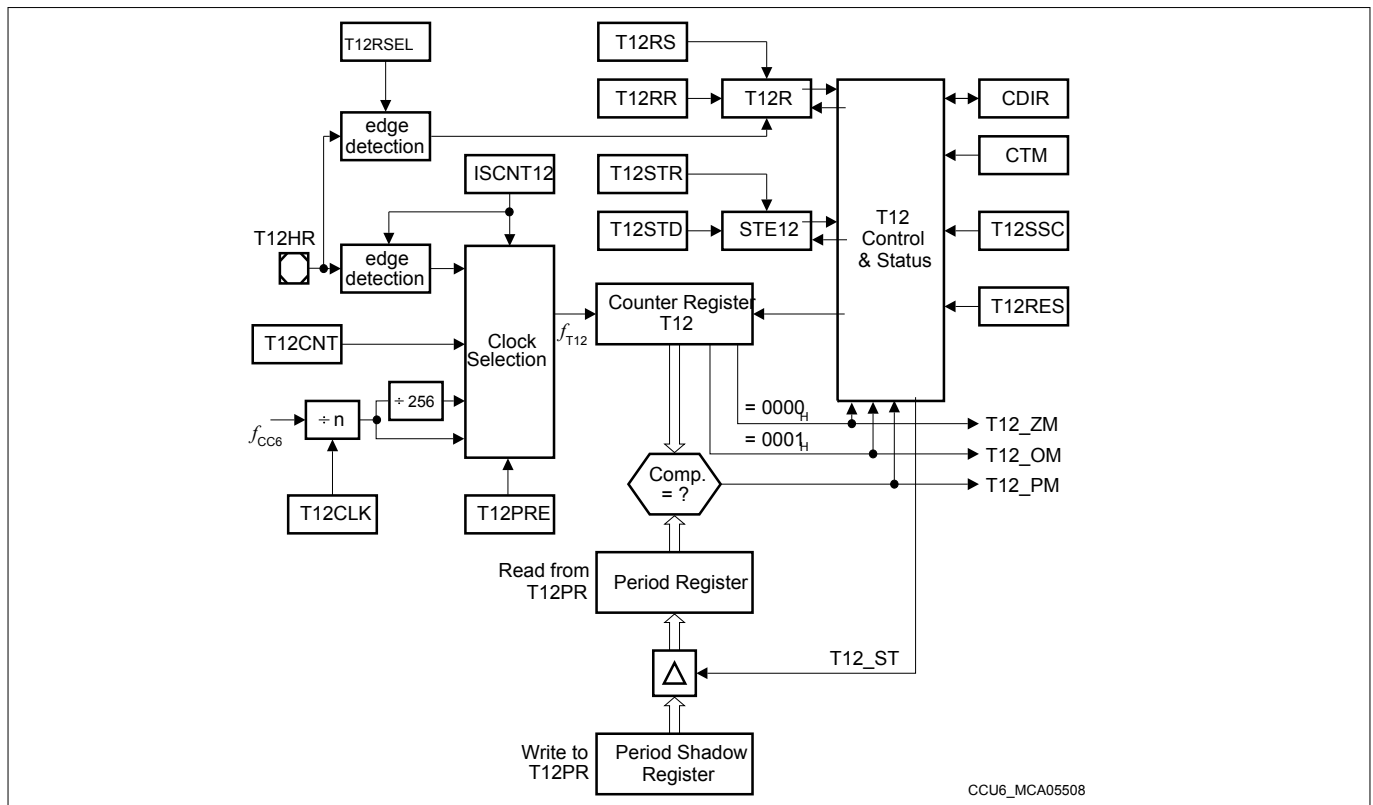 T12RSEL
T12RS
T12RR
T12R
CDIR
edge
detection
CTM
ISCNT12
T12STR
T12STD
STE12
T12
Control
& Status
T12SSC
T12HR
edge
detection
T12RES
Counter Register
T12
T12CNT
Clock
Selection
fT12
÷ 256
fCC6
÷ n
= 0000H
T12_ZM
= 0001H
T12_OM
Comp.
= ?
T12_PM
T12CLK
T12PRE
Read from
T12PR
Period Register
T12_ST
Δ
Write to
T12PR
Period Shadow
Register
CCU6_MCA05508